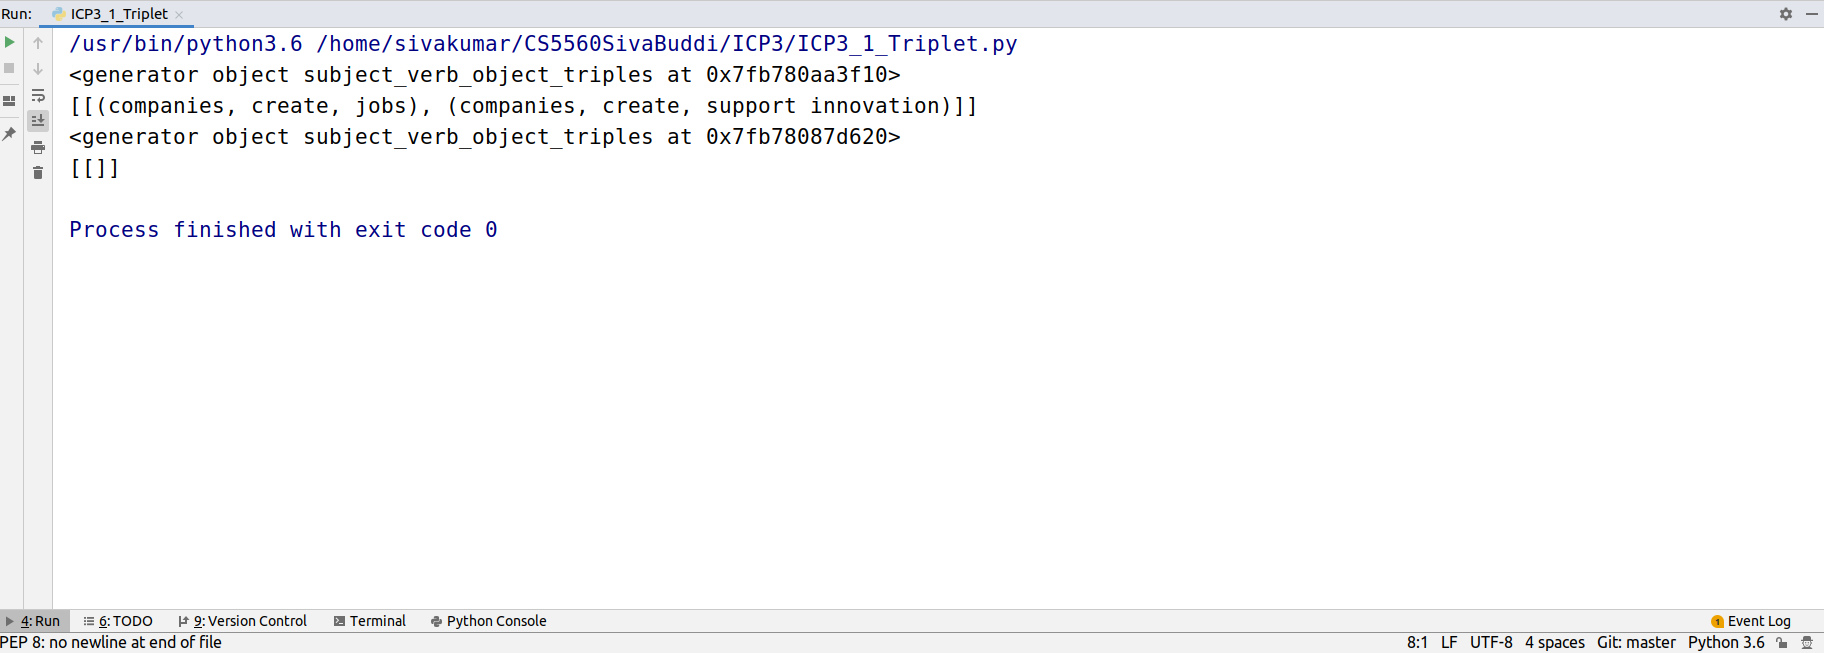 Run: ICP3_1_Triplet
/usr/bin/python3.6 /home/sivakumar/CS5560SivaBuddi/ICP3/ICP3_1_Triplet.py
<generator object subject_verb_object_triples at 0x7fb780aa3f10>
[[(companies, create, jobs), (companies, create, support innovation)]]
<generator object subject_verb_object_triples at 0x7fb78087d620>
[[]]
Process finished with exit code 0
4: Run 6: TODO 9: Version Control Terminal Python Console 1 Event Log
PEP 8: no newline at end of file 8:1 LF UTF-8 4 spaces Git: master Python 3.6